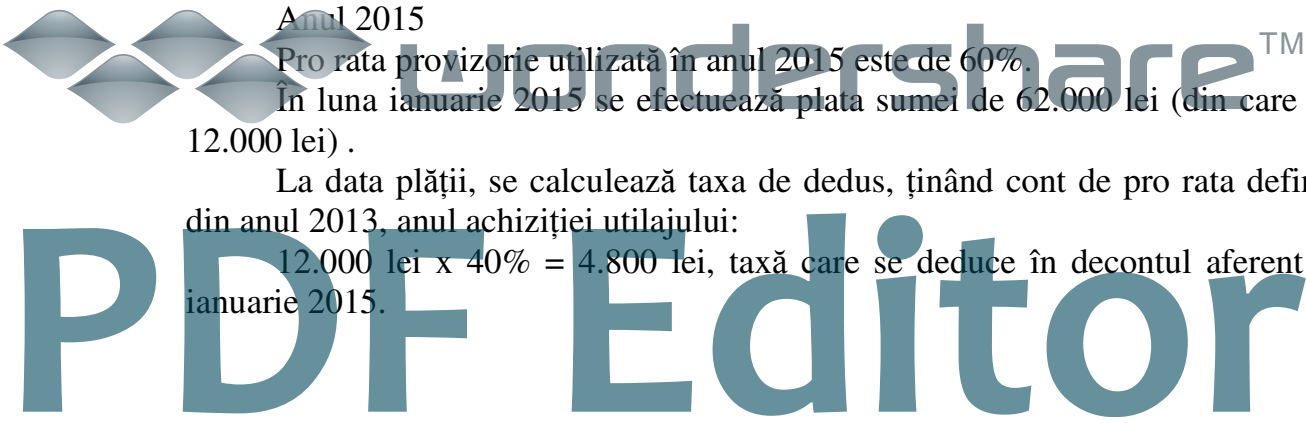 Anul 2015
Pro rata provizorie utilizată în anul 2015 este de 60%.
În luna ianuarie 2015 se efectuează plata sumei de 62.000 lei (din care
12.000 lei) .
La data plății, se calculează taxa de dedus, ținând cont de pro rata
din anul 2013, anul achiziției utilajului:
12.000 lei x 40% = 4.800 lei, taxă care se deduce în decontul aferent
ianuarie 2015.
wondershare™
PDF Editor